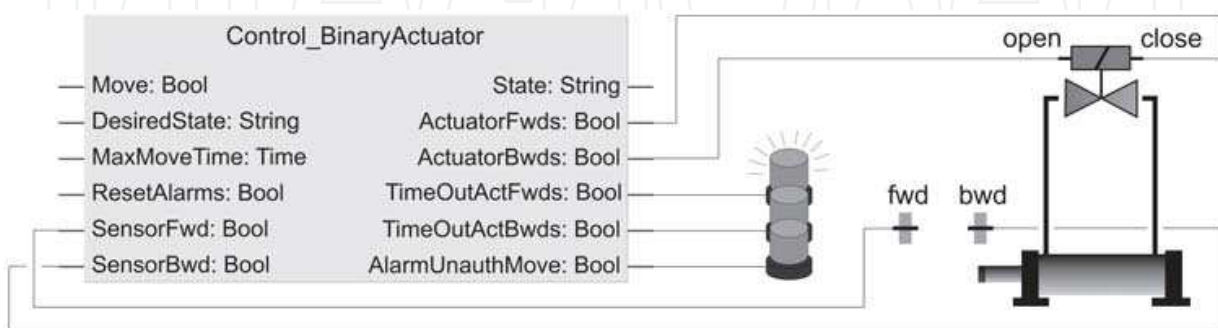 Control_BinaryActuator
Move: Bool
State: String
DesiredState: String
ActuatorFwds: Bool
MaxMoveTime: Time
ActuatorBwds: Bool
ResetAlarms: Bool
TimeOutActFwds: Bool
SensorFwd: Bool
TimeOutActBwds: Bool
SensorBwd: Bool
AlarmUnauthMove: Bool
open close
fwd bwd